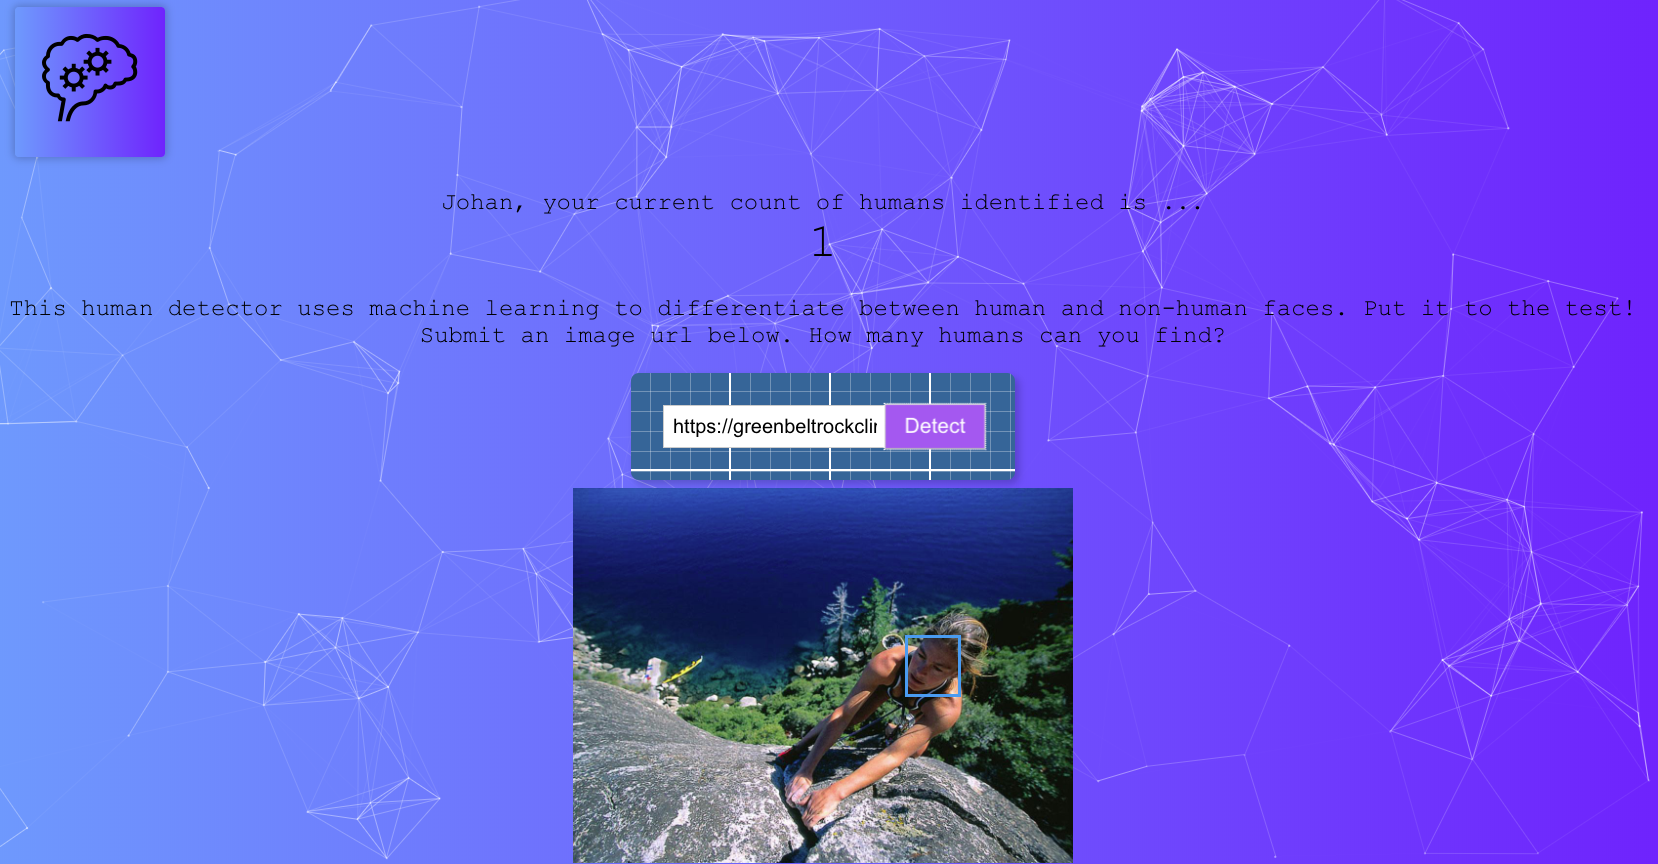 Johan, your current count of humans identified is ...
1
This human detector uses machine learning to differentiate between human and non-human faces. Put it to the test!
Submit an image url below. How many humans can you find?
https://greenbeltrockclin Detect